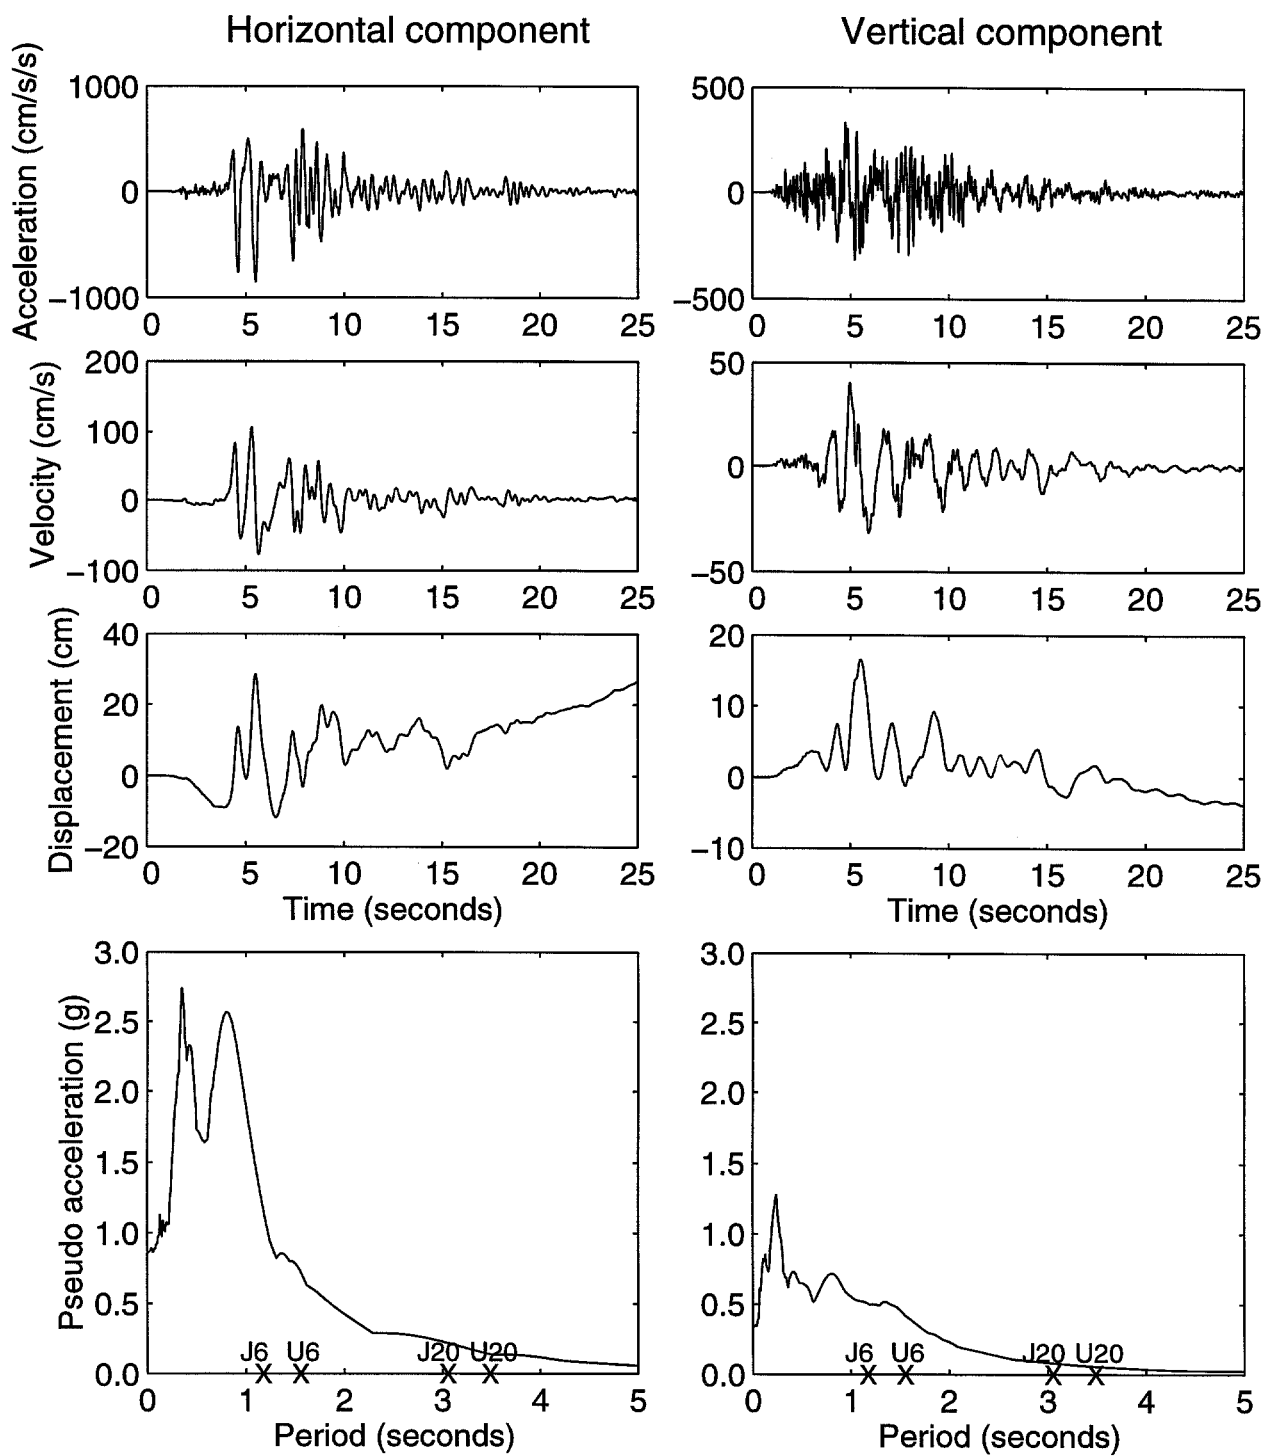 Horizontal component Vertical component
Acceleration (cm/s/s)
1000
0
−1000
0 5 10 15 20 25
500
0
−500
0 5 10 15 20 25
Velocity (cm/s)
200
100
0
−100
0 5 10 15 20 25
50
0
−50
0 5 10 15 20 25
Displacement (cm)
40
20
0
−20
0 5 10 15 20 25
Time (seconds)
20
10
0
−10
0 5 10 15 20 25
Time (seconds)
Pseudo acceleration (g)
3.0
2.5
2.0
1.5
1.0
0.5
0.0
J6 U6 J20 U20
0 1 2 3 4 5
Period (seconds)
3.0
2.5
2.0
1.5
1.0
0.5
0.0
J6 U6 J20 U20
0 1 2 3 4 5
Period (seconds)